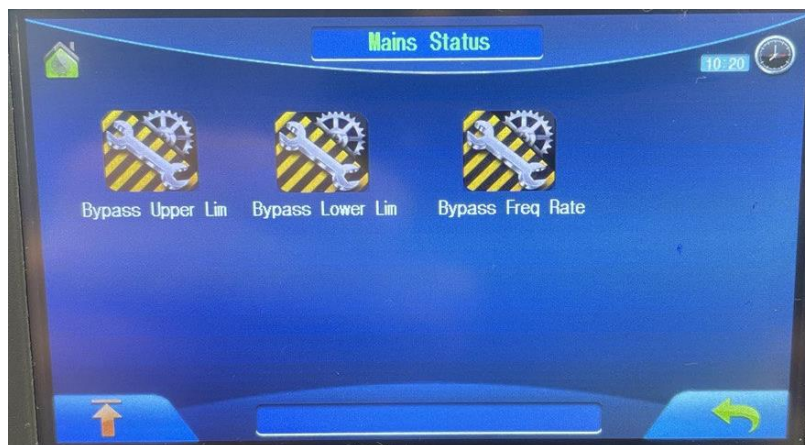 Mains Status
10:20
Bypass Upper Lim
Bypass Lower Lim
Bypass Freq Rate